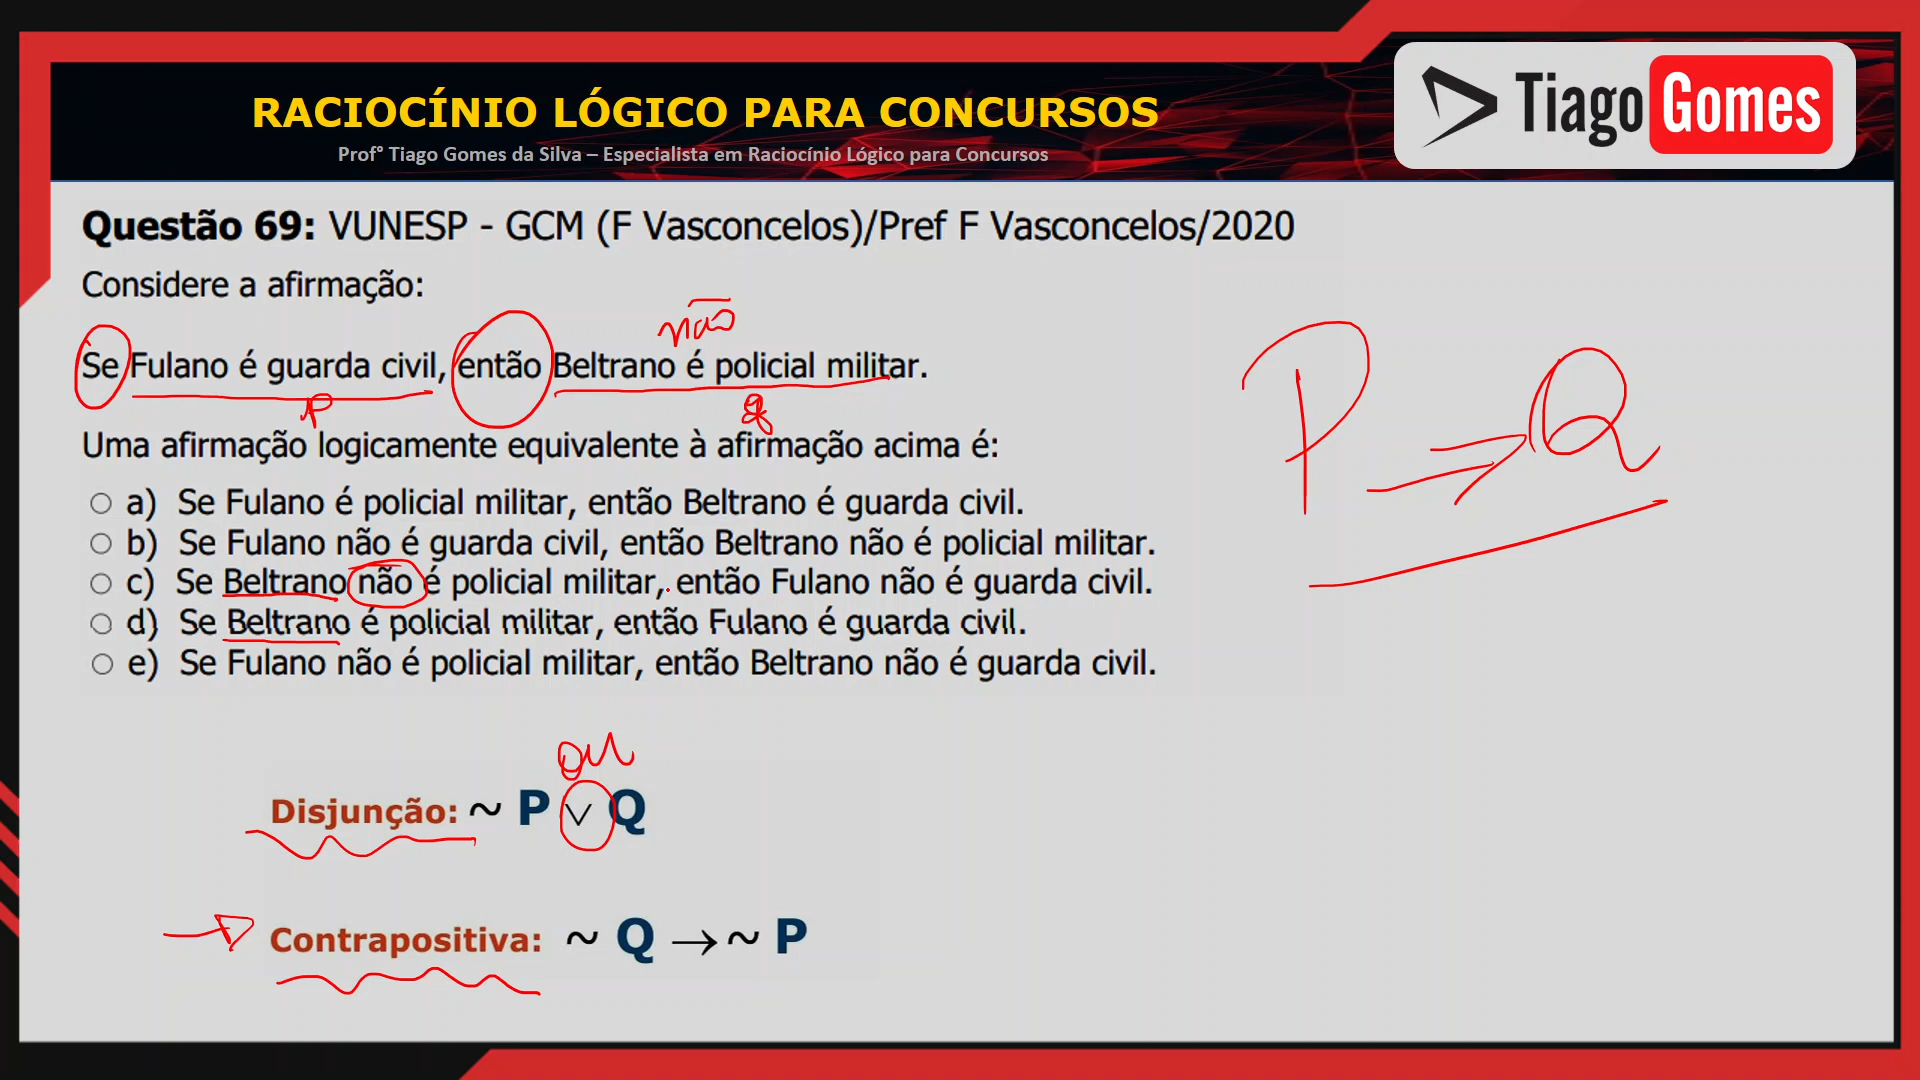 RACIOCÍNIO LÓGICO PARA CONCURSOS
Prof° Tiago Gomes da Silva – Especialista em Raciocínio Lógico para Concursos
Tiago Gomes
Questão 69: VUNESP - GCM (F Vasconcelos)/Pref F Vasconcelos/2020
Considere a afirmação:
não
Se Fulano é guarda civil, então Beltrano é policial militar.
P q
P → Q
Uma afirmação logicamente equivalente à afirmação acima é:
a) Se Fulano é policial militar, então Beltrano é guarda civil.
b) Se Fulano não é guarda civil, então Beltrano não é policial militar.
c) Se Beltrano não é policial militar, então Fulano não é guarda civil.
d) Se Beltrano é policial militar, então Fulano é guarda civil.
e) Se Fulano não é policial militar, então Beltrano não é guarda civil.
ou
Disjunção: ~ P ∨ Q
Contrapositiva: ~ Q → ~ P